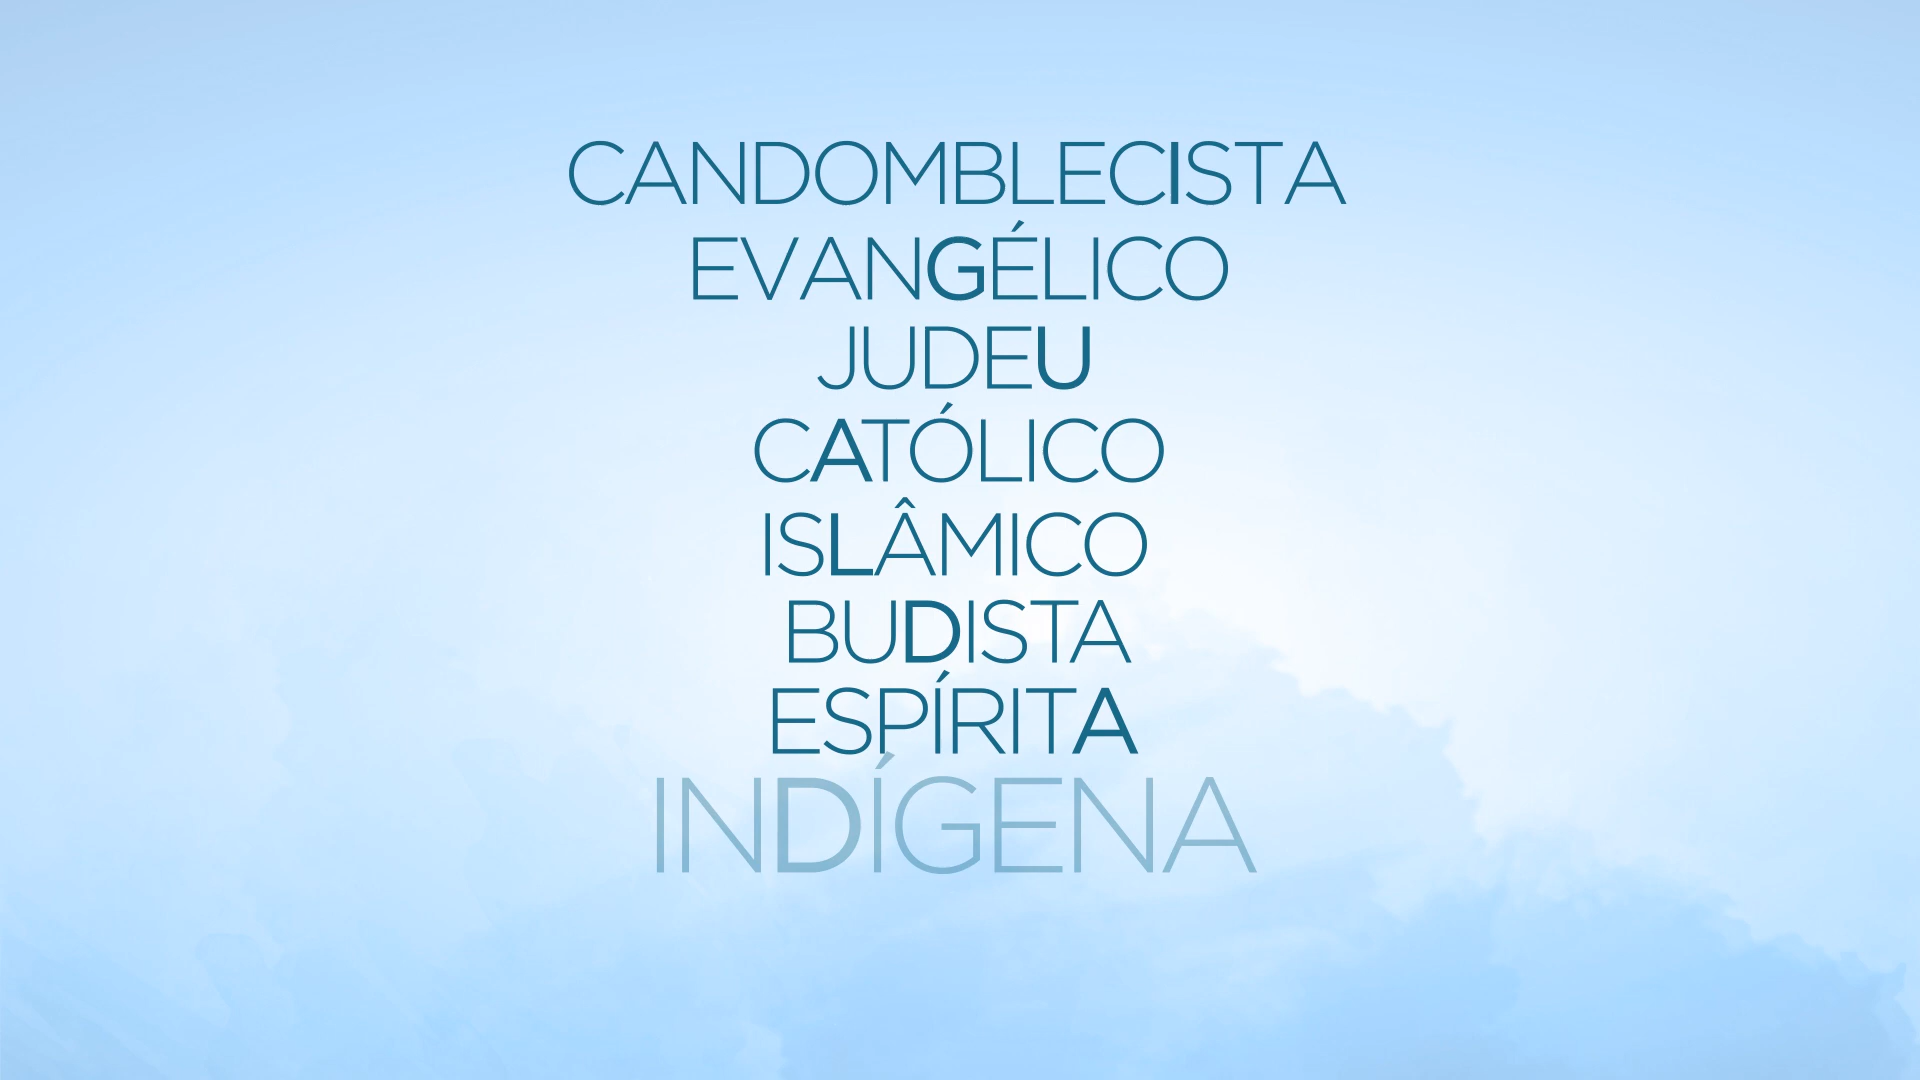 CANDOMBLECISTA
EVANGÉLICO
JUDEU
CATÓLICO
ISLÂMICO
BUDISTA
ESPÍRITA
INDÍGENA